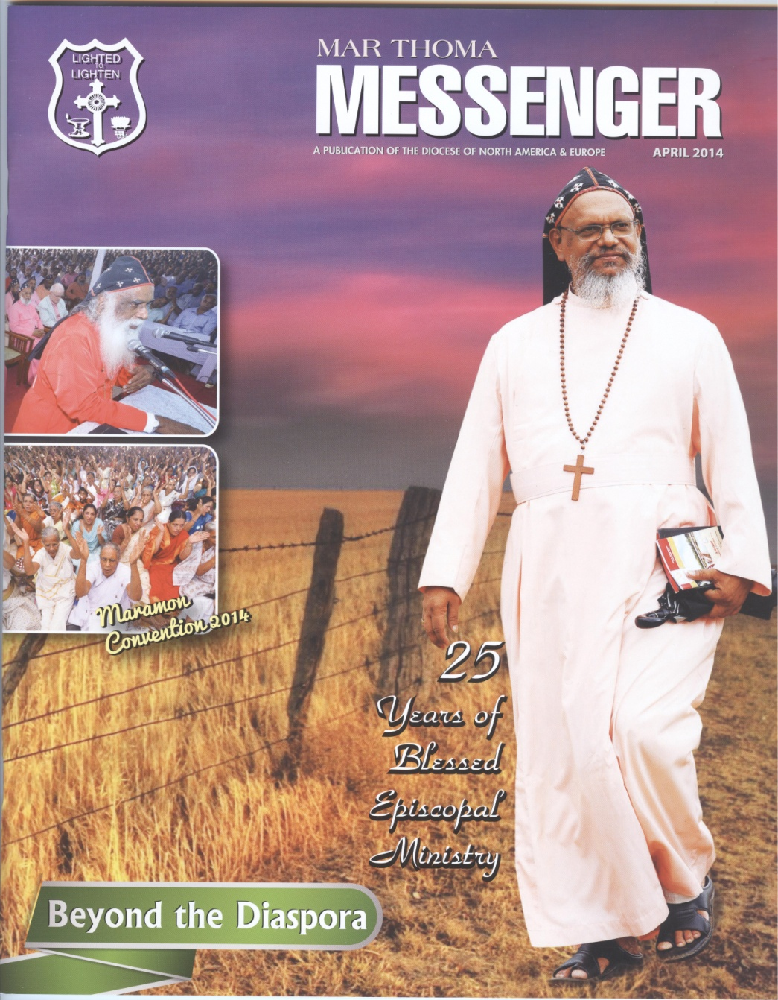 LIGHTED
TO
LIGHTEN
MAR THOMA
MESSENGER
A PUBLICATION OF THE DIOCESE OF NORTH AMERICA & EUROPE
APRIL 2014
Maramon
Convention 2014
25
Years of
Blessed
Episcopal
Ministry
Beyond the Diaspora